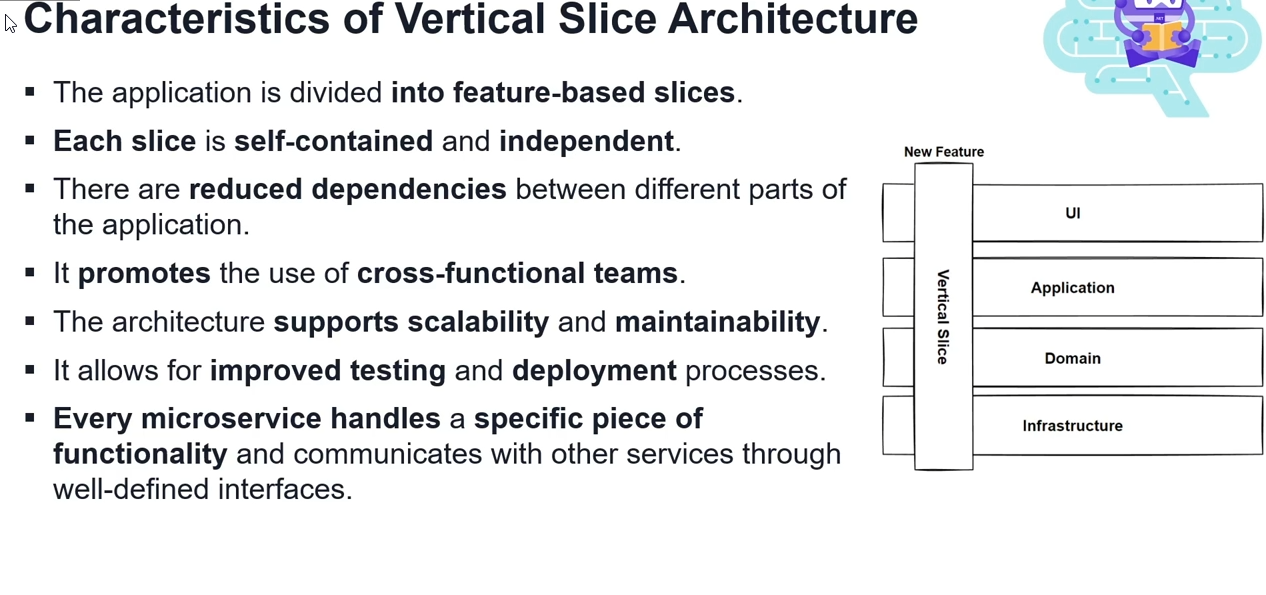 Characteristics of Vertical Slice Architecture
▪ The application is divided into feature-based slices.
▪ Each slice is self-contained and independent.
▪ There are reduced dependencies between different parts of
the application.
▪ It promotes the use of cross-functional teams.
▪ The architecture supports scalability and maintainability.
▪ It allows for improved testing and deployment processes.
▪ Every microservice handles a specific piece of
functionality and communicates with other services through
well-defined interfaces.
New Feature
Vertical Slice
UI
Application
Domain
Infrastructure